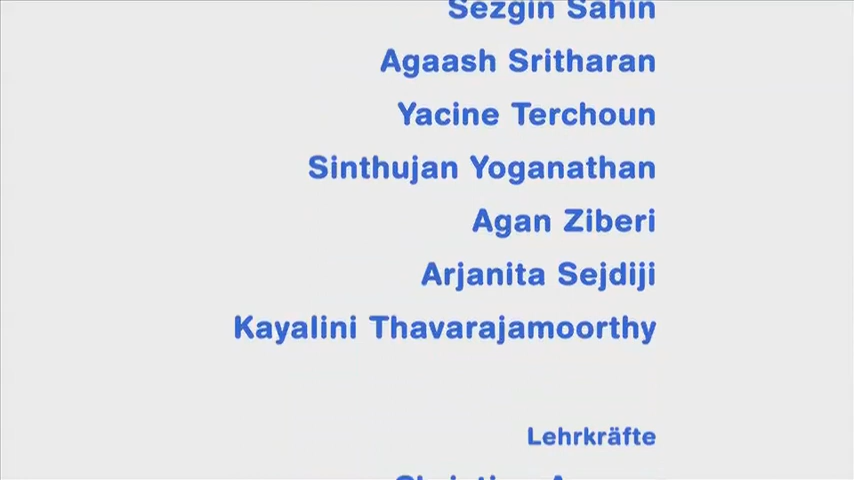 Sezgin Sahin
Agaash Sritharan
Yacine Terchoun
Sinthujan Yoganathan
Agan Ziberi
Arjanita Sejdiji
Kayalini Thavarajamoorthy
Lehrkräfte